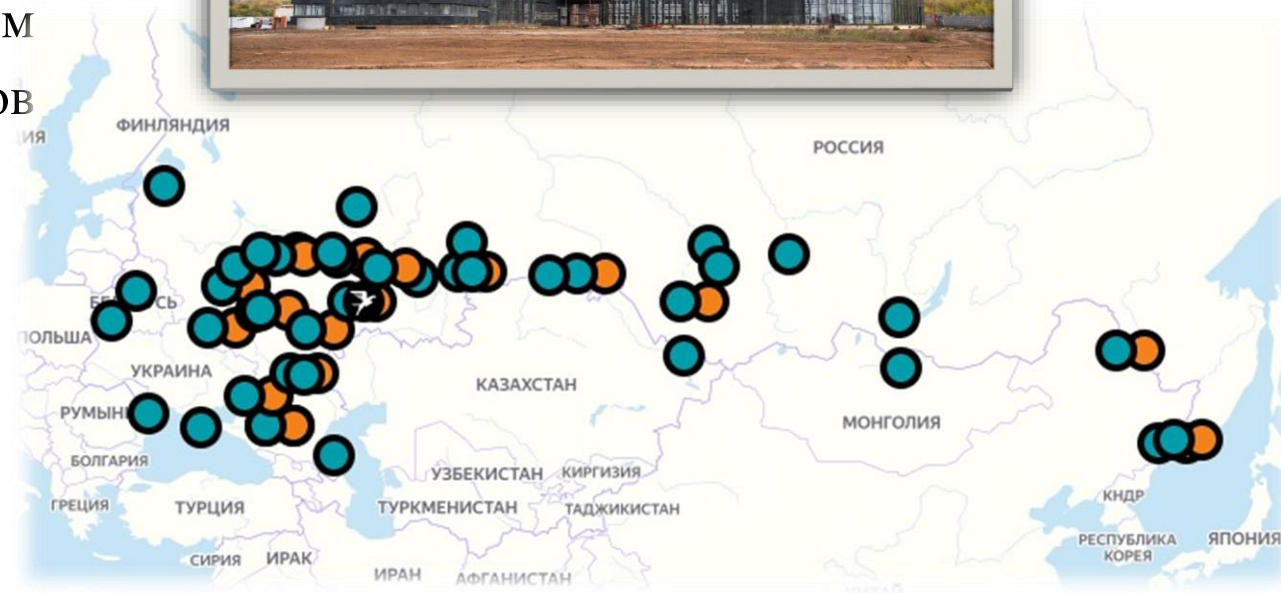 м
ов
ФИНЛЯНДИЯ
РОССИЯ
ПОЛЬША
УКРАИНА
КАЗАХСТАН
МОНГОЛИЯ
БОЛГАРИЯ
УЗБЕКИСТАН
КИРГИЗИЯ
ГРЕЦИЯ
ТУРЦИЯ
ТУРКМЕНИСТАН
ТАДЖИКИСТАН
КНДР
РЕСПУБЛИКА
КОРЕЯ
ЯПОНИЯ
СИРИЯ
ИРАК
ИРАН
АФГАНИСТАН